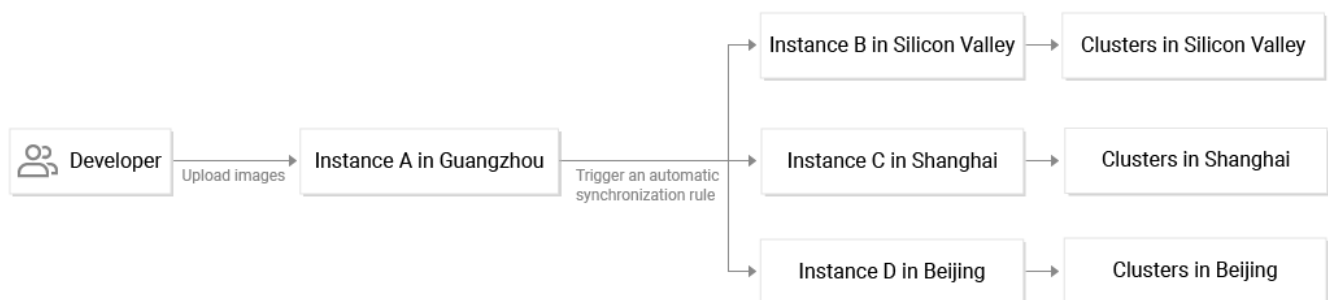 Developer
Upload images
Instance A in Guangzhou
Trigger an automatic
synchronization rule
Instance B in Silicon Valley
Clusters in Silicon Valley
Instance C in Shanghai
Clusters in Shanghai
Instance D in Beijing
Clusters in Beijing